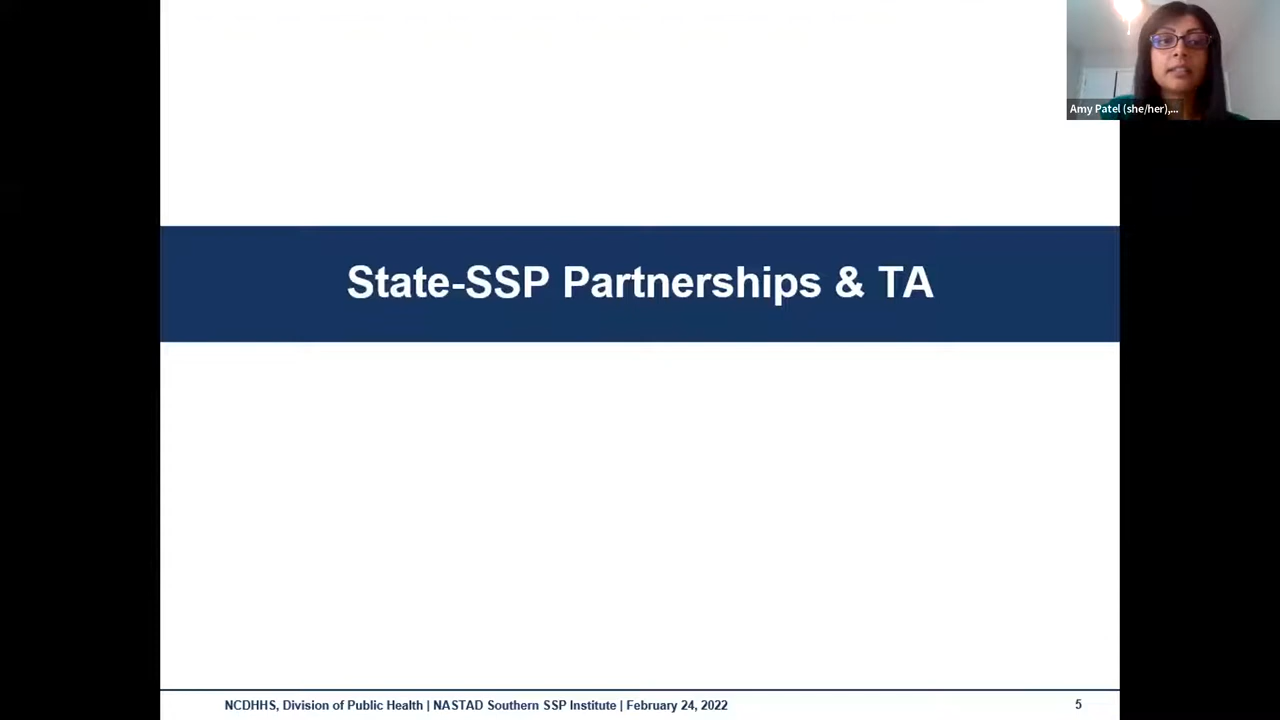 Amy Patel (she/her),...
State-SSP Partnerships & TA
NCDHHS, Division of Public Health | NASTAD Southern SSP Institute | February 24, 2022
5